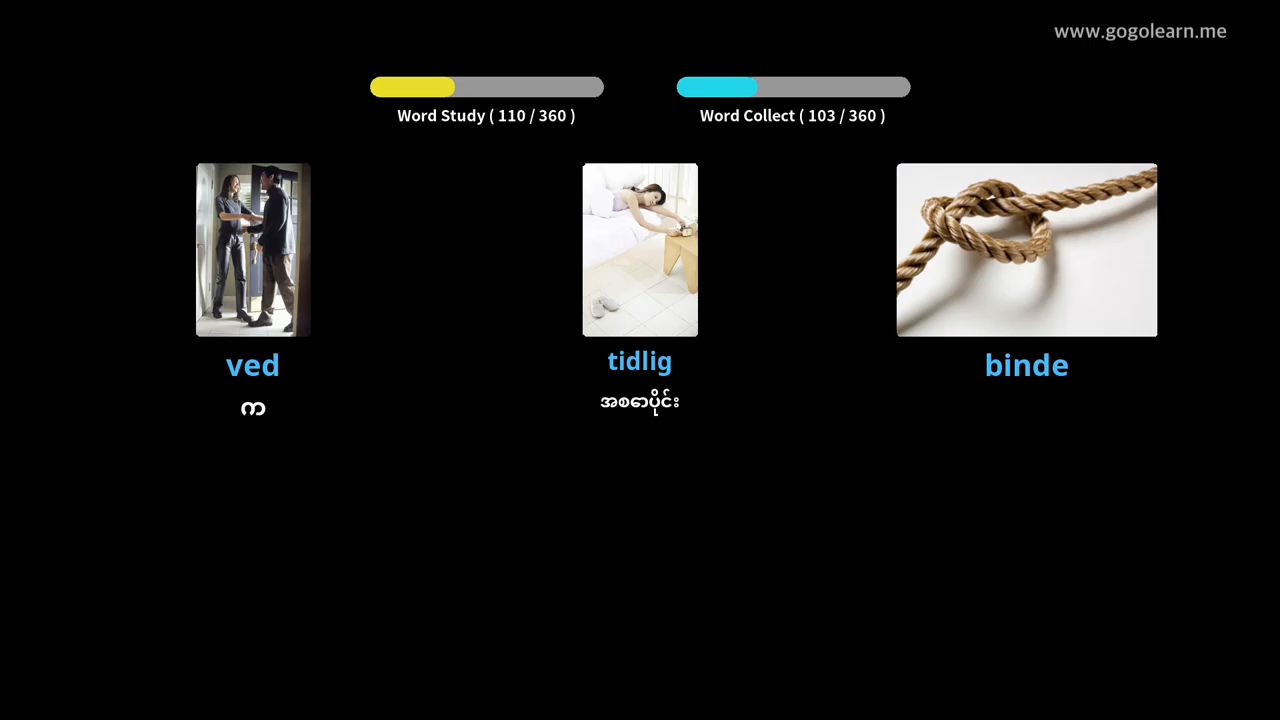 www.gogolearn.me
Word Study ( 110 / 360 )
Word Collect ( 103 / 360 )
ved
tidlig
binde
က
အစောပိုင်း